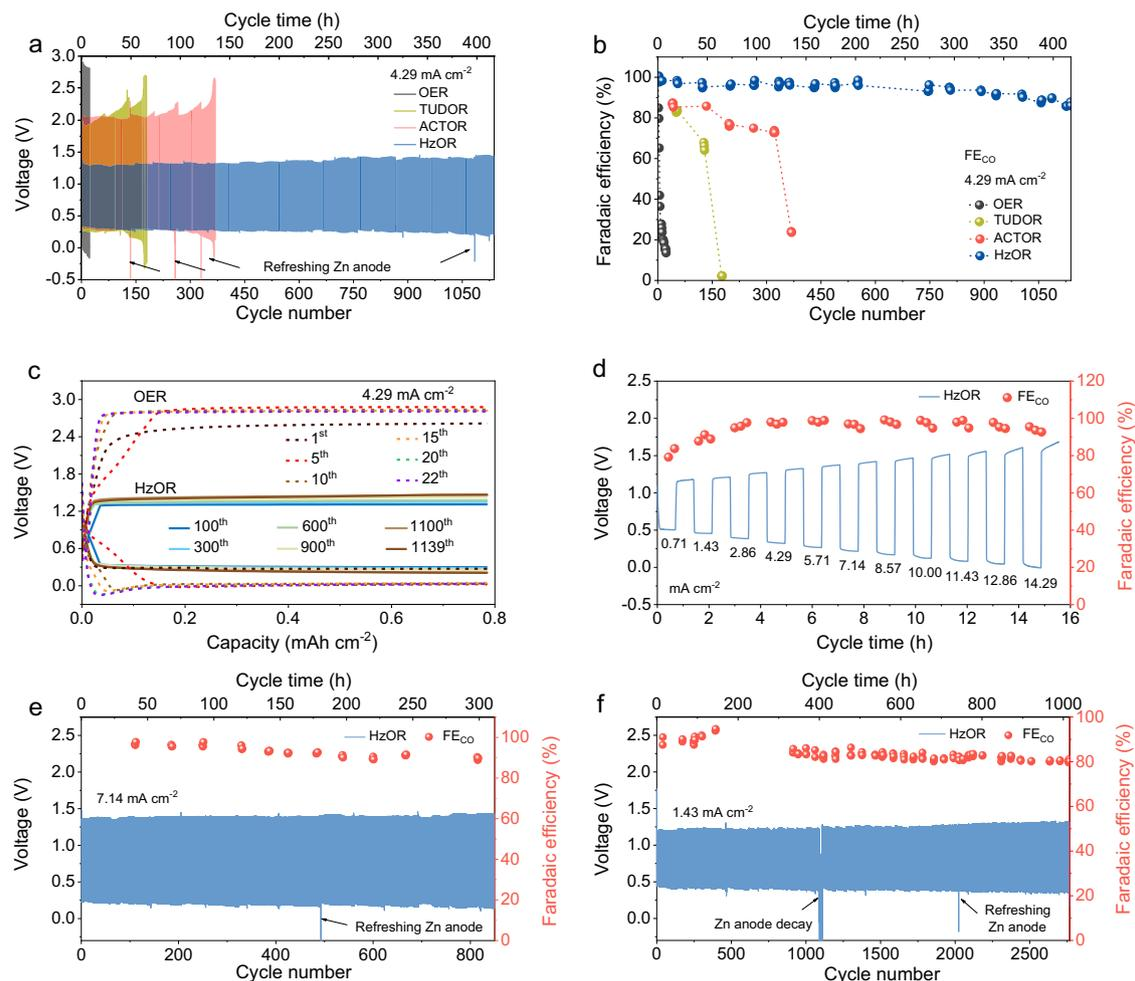 a
Cycle time (h)
0 50 100 150 200 250 300 350 400
3.0
2.5
2.0
1.5
1.0
0.5
0.0
-0.5
Voltage (V)
4.29 mA cm-2
OER
TUDOR
ACTOR
HzOR
Refreshing Zn anode
0 150 300 450 600 750 900 1050
Cycle number
b
Cycle time (h)
0 50 100 150 200 250 300 350 400
100
80
60
40
20
0
Faradaic efficiency (%)
FECO
4.29 mA cm-2
OER
TUDOR
ACTOR
HzOR
0 150 300 450 600 750 900 1050
Cycle number
c
3.0
2.4
1.8
1.2
0.6
0.0
Voltage (V)
OER
4.29 mA cm-2
1st 15th
5th 20th
10th 22th
HzOR
100th 600th 1100th
300th 900th 1139th
0.0 0.2 0.4 0.6 0.8
Capacity (mAh cm-2)
d
2.5
2.0
1.5
1.0
0.5
0.0
-0.5
Voltage (V)
HzOR FECO
0.71 1.43 2.86 4.29 5.71 7.14 8.57 10.00 11.43 12.86 14.29
mA cm-2
120
100
80
60
40
20
0
Faradaic efficiency (%)
0 2 4 6 8 10 12 14 16
Cycle time (h)
e
Cycle time (h)
0 50 100 150 200 250 300
2.5
2.0
1.5
1.0
0.5
0.0
Voltage (V)
HzOR FECO
7.14 mA cm-2
Refreshing Zn anode
100
80
60
40
20
0
Faradaic efficiency (%)
0 200 400 600 800
Cycle number
f
Cycle time (h)
0 200 400 600 800 1000
2.5
2.0
1.5
1.0
0.5
0.0
Voltage (V)
HzOR FECO
1.43 mA cm-2
Zn anode decay
Refreshing
Zn anode
100
80
60
40
20
0
Faradaic efficiency (%)
0 500 1000 1500 2000 2500
Cycle number